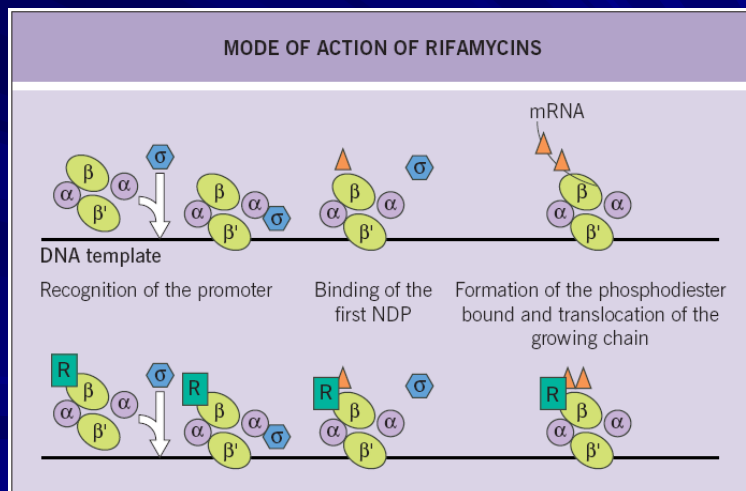 MODE OF ACTION OF RIFAMYCINS
mRNA
σ
β α β σ β
α α α α α α
β' β' σ β' β'
DNA template
Recognition of the promoter
Binding of the
first NDP
Formation of the phosphodiester
bound and translocation of the
growing chain
R σ R R σ R
β α β β β
α α α α α α α
β' β' σ β' β'